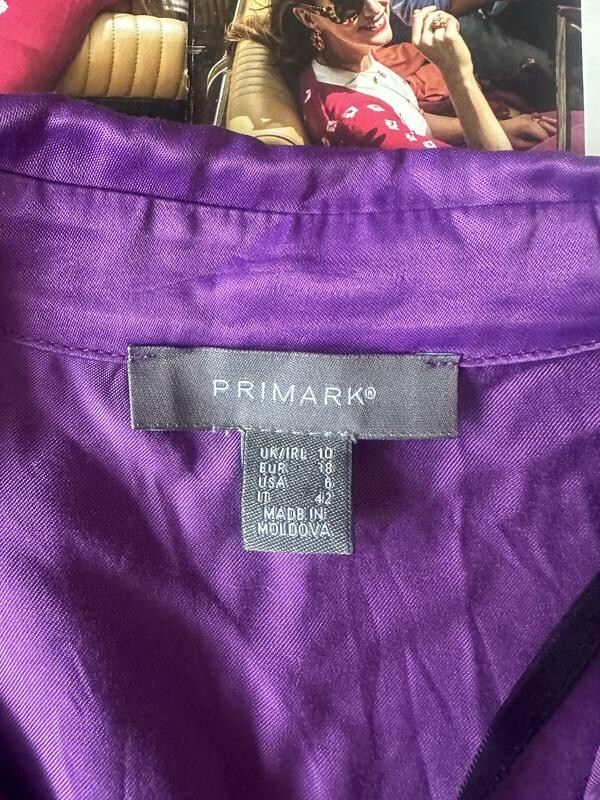 PRIMARK®
UK/IRL 10
EUR 38
USA 6
IT 42
MADE IN
MOLDOVA